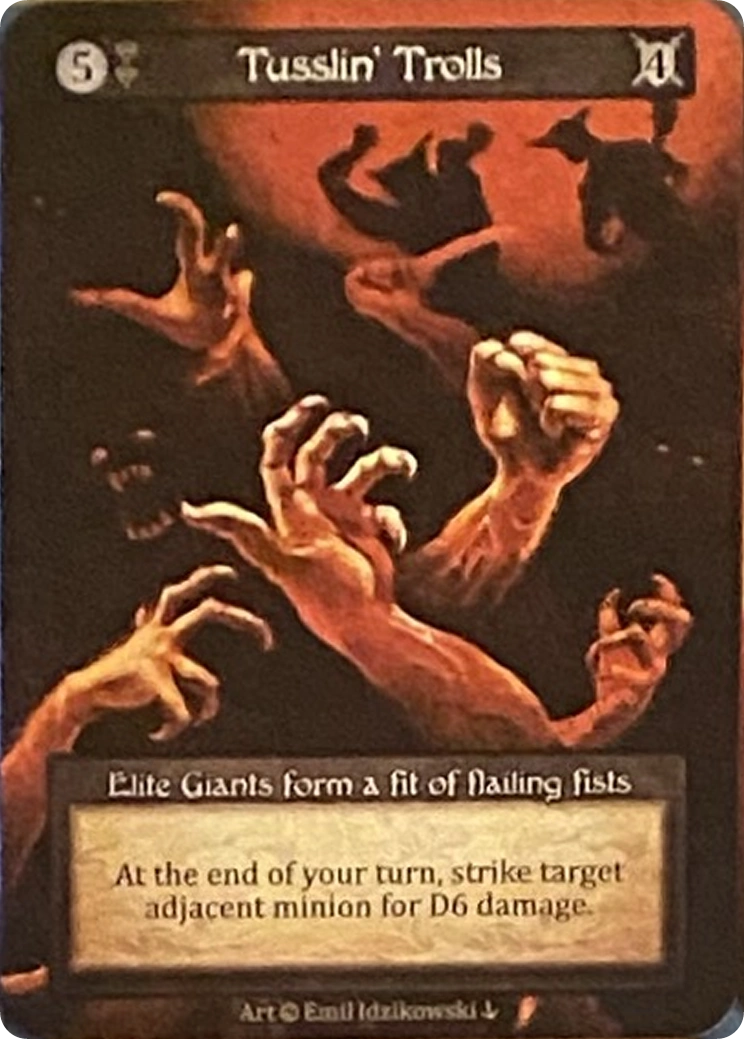 5 Tusslin' Trolls 4
Elite Giants form a fit of flailing fists
At the end of your turn, strike target
adjacent minion for D6 damage.
Art © Emil Idzikowski